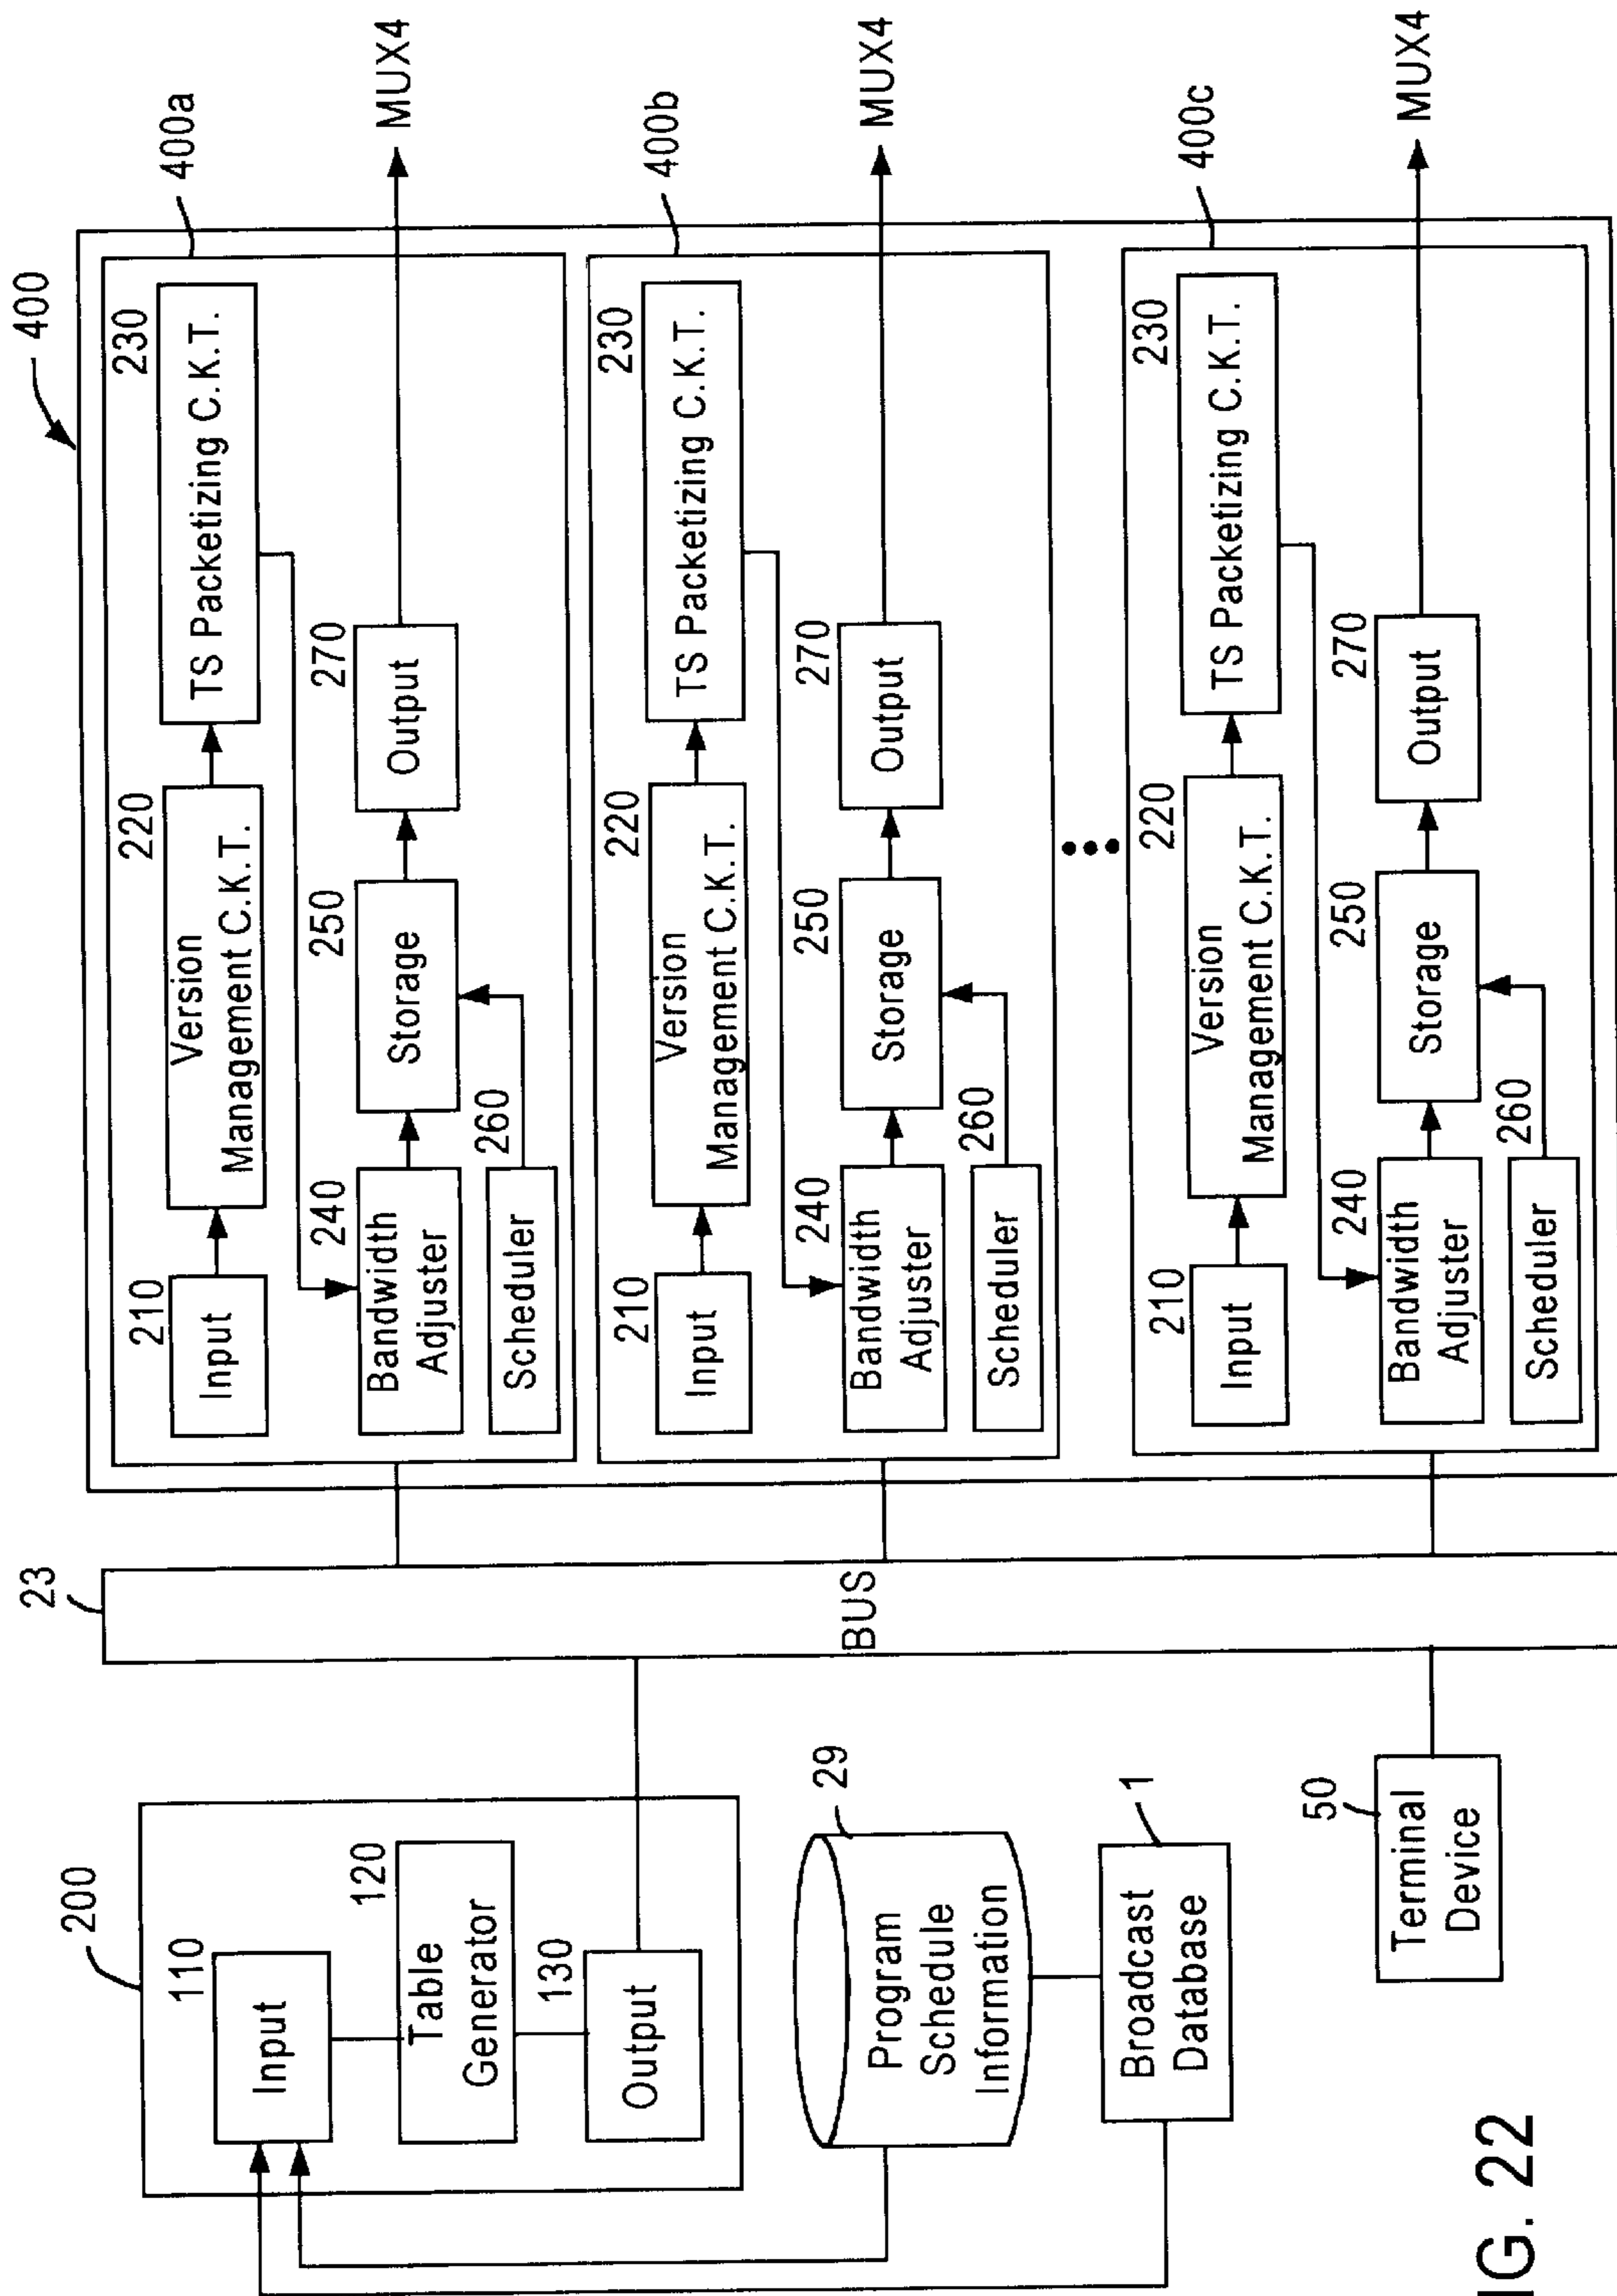 200
110
Input
120
Table
Generator
130
Output
29
Program
Schedule
Information
1
Broadcast
Database
50
Terminal
Device
23
BUS
400
400a
210
Input
220
Version
Management C.K.T.
230
TS Packetizing C.K.T.
240
Bandwidth
Adjuster
250
Storage
260
Scheduler
270
Output
MUX4
400b
210
Input
220
Version
Management C.K.T.
230
TS Packetizing C.K.T.
240
Bandwidth
Adjuster
250
Storage
260
Scheduler
270
Output
MUX4
400c
210
Input
220
Version
Management C.K.T.
230
TS Packetizing C.K.T.
240
Bandwidth
Adjuster
250
Storage
260
Scheduler
270
Output
MUX4
IG. 22